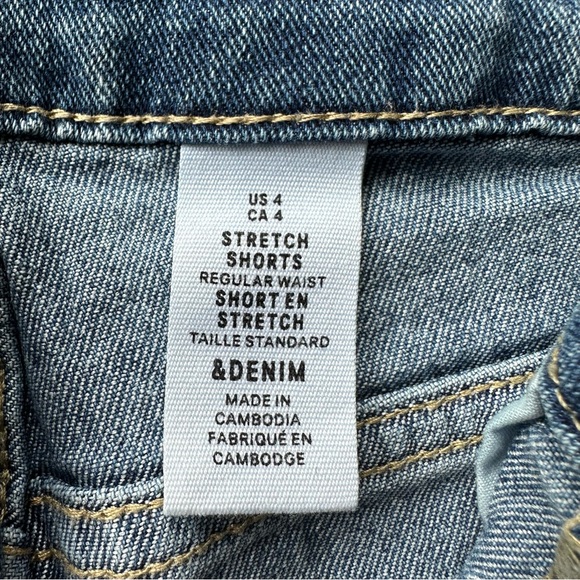 US 4
CA 4
STRETCH
SHORTS
REGULAR WAIST
SHORT EN
STRETCH
TAILLE STANDARD
&DENIM
MADE IN
CAMBODIA
FABRIQUÉ EN
CAMBODGE